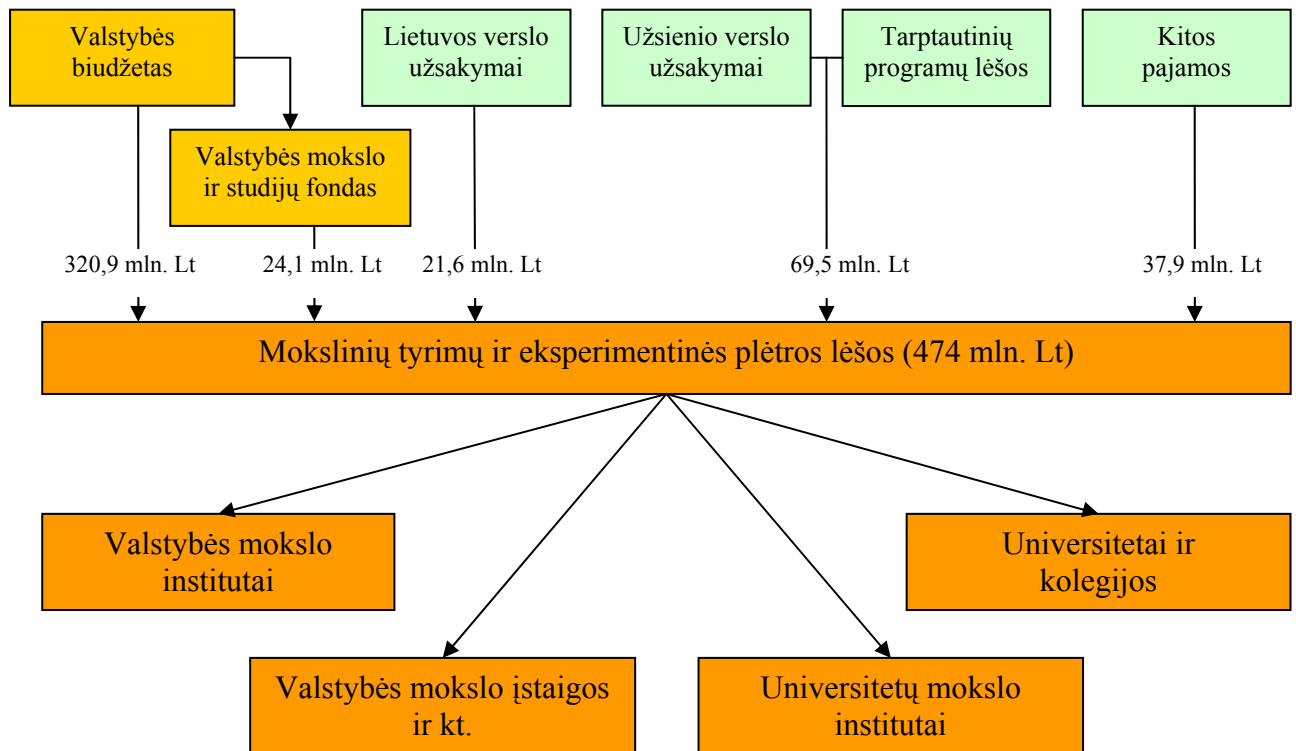 Valstybės
biudžetas
Lietuvos verslo
užsakymai
Užsienio verslo
užsakymai
Tarptautinių
programų lėšos
Kitos
pajamos
Valstybės mokslo
ir studijų fondas
320,9 mln. Lt
24,1 mln. Lt
21,6 mln. Lt
69,5 mln. Lt
37,9 mln. Lt
Mokslinių tyrimų ir eksperimentinės plėtros lėšos (474 mln. Lt)
Valstybės mokslo
institutai
Universitetai ir
kolegijos
Valstybės mokslo įstaigos
ir kt.
Universitetų mokslo
institutai